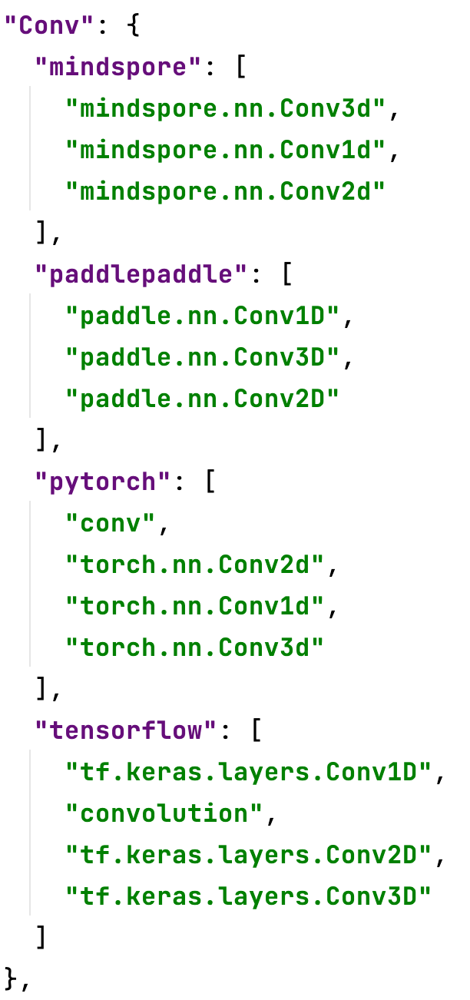 "Conv": {
  "mindspore": [
    "mindspore.nn.Conv3d",
    "mindspore.nn.Conv1d",
    "mindspore.nn.Conv2d"
  ],
  "paddlepaddle": [
    "paddle.nn.Conv1D",
    "paddle.nn.Conv3D",
    "paddle.nn.Conv2D"
  ],
  "pytorch": [
    "conv",
    "torch.nn.Conv2d",
    "torch.nn.Conv1d",
    "torch.nn.Conv3d"
  ],
  "tensorflow": [
    "tf.keras.layers.Conv1D",
    "convolution",
    "tf.keras.layers.Conv2D",
    "tf.keras.layers.Conv3D"
  ]
},